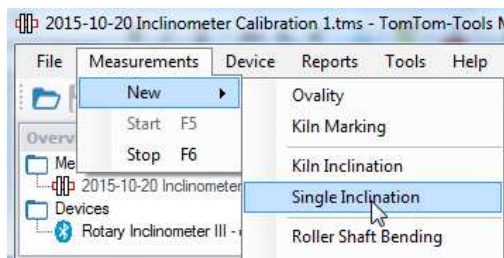 2015-10-20 Inclinometer Calibration 1.tms - TomTom-Tools
File Measurements Device Reports Tools Help
New
Start F5
Stop F6
Ovality
Kiln Marking
Kiln Inclination
Single Inclination
Roller Shaft Bending
Overv
Me
2015-10-20 Inclinometer
Devices
Rotary Inclinometer III -